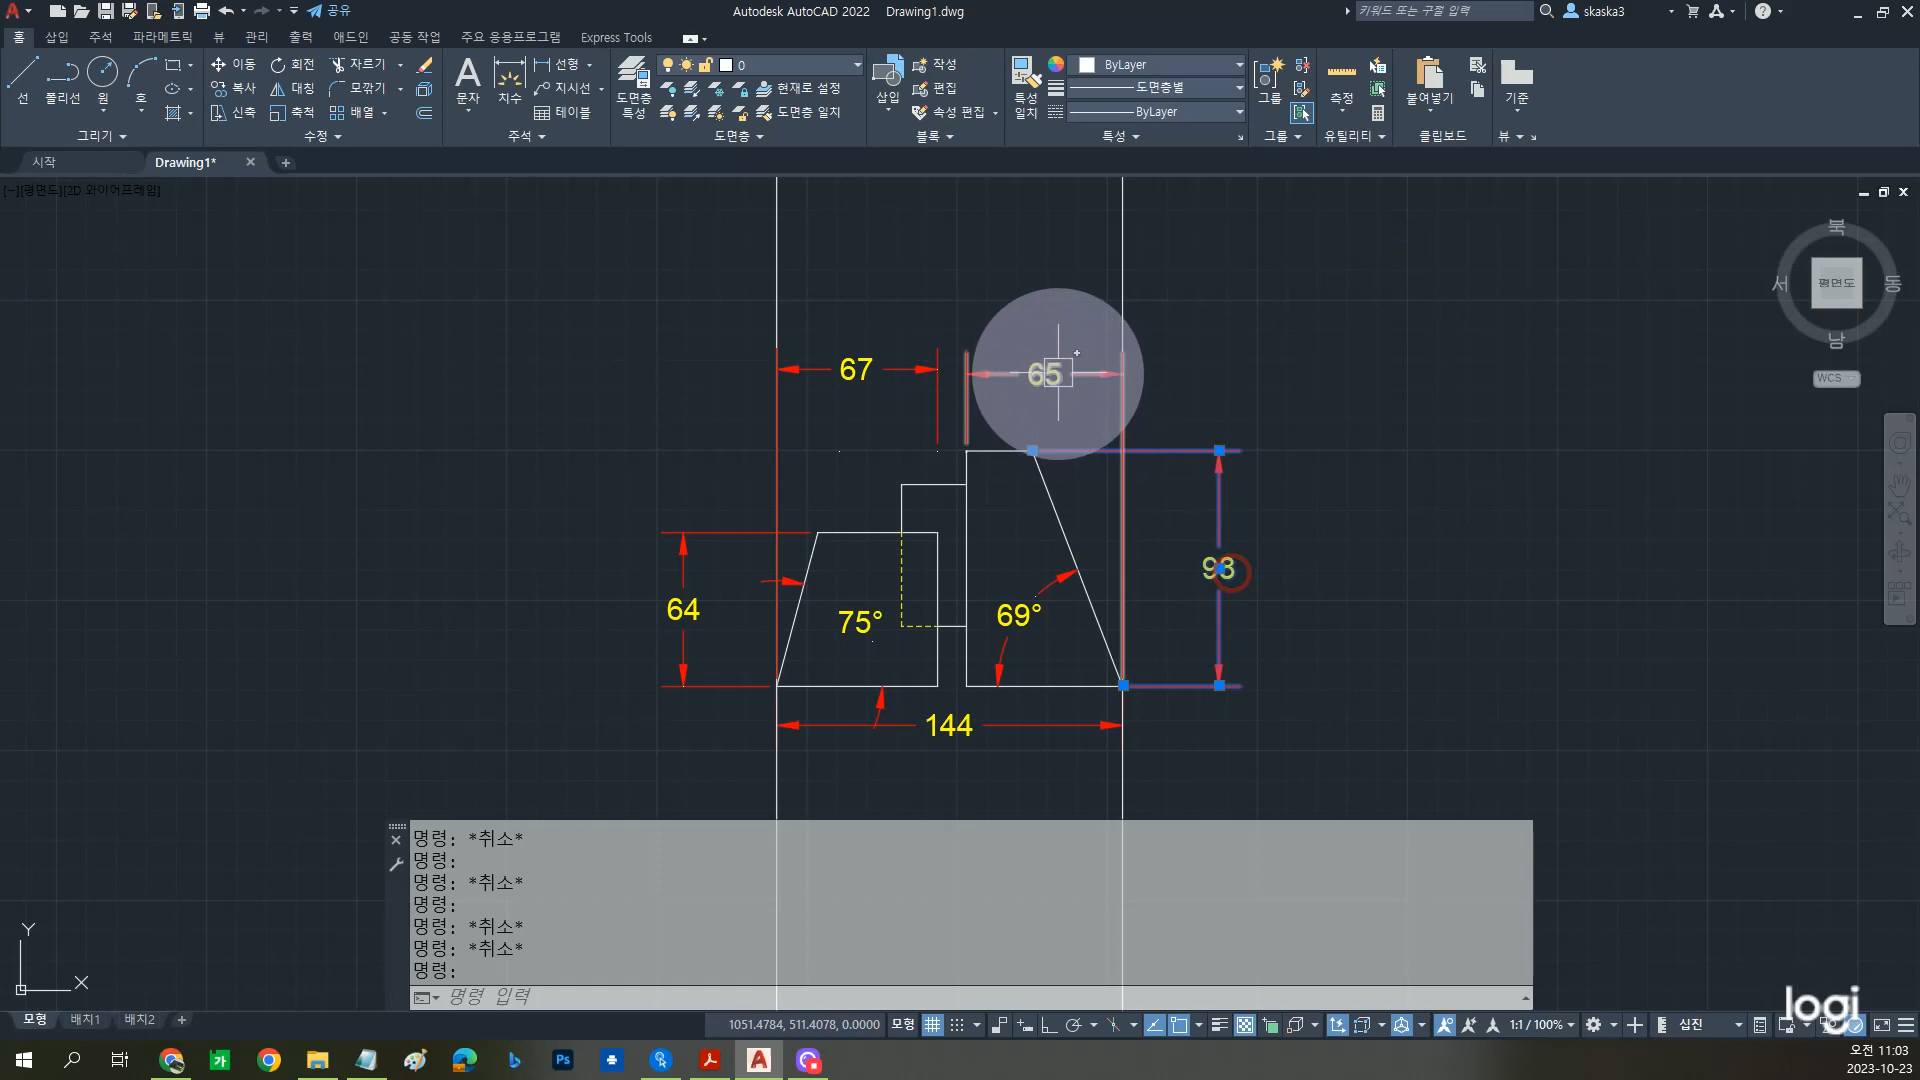 공유
Autodesk AutoCAD 2022 Drawing1.dwg
키워드 또는 구절 입력
skaska3
홈 삽입 주석 파라메트릭 뷰 관리 출력 애드인 공동 작업 주요 응용프로그램 Express Tools
선 폴리선 원 호
이동 회전 자르기
복사 대칭 모깎기
신축 축척 배열
문자 치수
선형
지시선
테이블
도면층 특성
0
현재로 설정
도면층 일치
삽입
작성
편집
속성 편집
특성 일치
ByLayer
도면층별
ByLayer
그룹
측정
붙여넣기
기준
그리기 수정 주석 도면층 블록 특성 그룹 유틸리티 클립보드 뷰
시작 Drawing1*
[−][평면도][2D 와이어프레임]
북
서 평면도 동
남
WCS
67
65
93
64
75°
69°
144
명령: *취소*
명령:
명령: *취소*
명령:
명령: *취소*
명령: *취소*
명령:
명령 입력
Y
X
logi
모형 배치1 배치2
1051.4784, 511.4078, 0.0000 모형
1:1 / 100%
십진
가
Ps
오전 11:03
2023-10-23